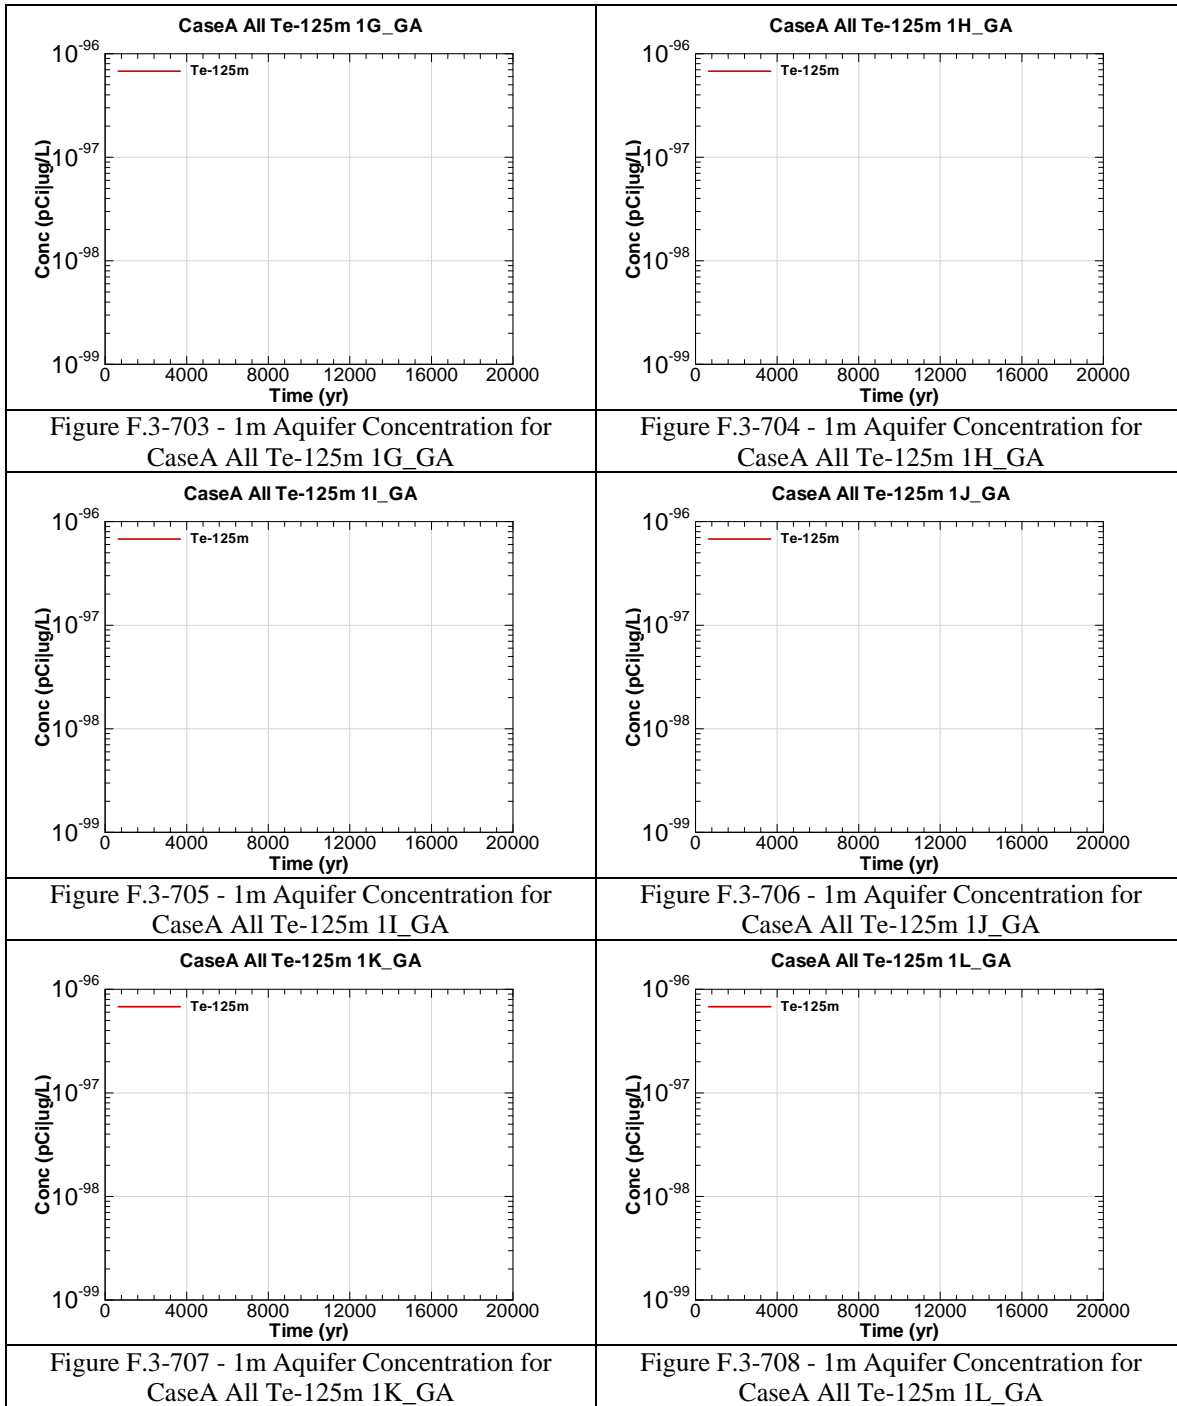 CaseA All Te-125m 1G_GA
10-96
Te-125m
10-97
Conc (pCi|ug/L)
10-98
10-99
0 4000 8000 12000 16000 20000
Time (yr)
Figure F.3-703 - 1m Aquifer Concentration for
CaseA All Te-125m 1G_GA
CaseA All Te-125m 1H_GA
10-96
Te-125m
10-97
Conc (pCi|ug/L)
10-98
10-99
0 4000 8000 12000 16000 20000
Time (yr)
Figure F.3-704 - 1m Aquifer Concentration for
CaseA All Te-125m 1H_GA
CaseA All Te-125m 1I_GA
10-96
Te-125m
10-97
Conc (pCi|ug/L)
10-98
10-99
0 4000 8000 12000 16000 20000
Time (yr)
Figure F.3-705 - 1m Aquifer Concentration for
CaseA All Te-125m 1I_GA
CaseA All Te-125m 1J_GA
10-96
Te-125m
10-97
Conc (pCi|ug/L)
10-98
10-99
0 4000 8000 12000 16000 20000
Time (yr)
Figure F.3-706 - 1m Aquifer Concentration for
CaseA All Te-125m 1J_GA
CaseA All Te-125m 1K_GA
10-96
Te-125m
10-97
Conc (pCi|ug/L)
10-98
10-99
0 4000 8000 12000 16000 20000
Time (yr)
Figure F.3-707 - 1m Aquifer Concentration for
CaseA All Te-125m 1K_GA
CaseA All Te-125m 1L_GA
10-96
Te-125m
10-97
Conc (pCi|ug/L)
10-98
10-99
0 4000 8000 12000 16000 20000
Time (yr)
Figure F.3-708 - 1m Aquifer Concentration for
CaseA All Te-125m 1L_GA